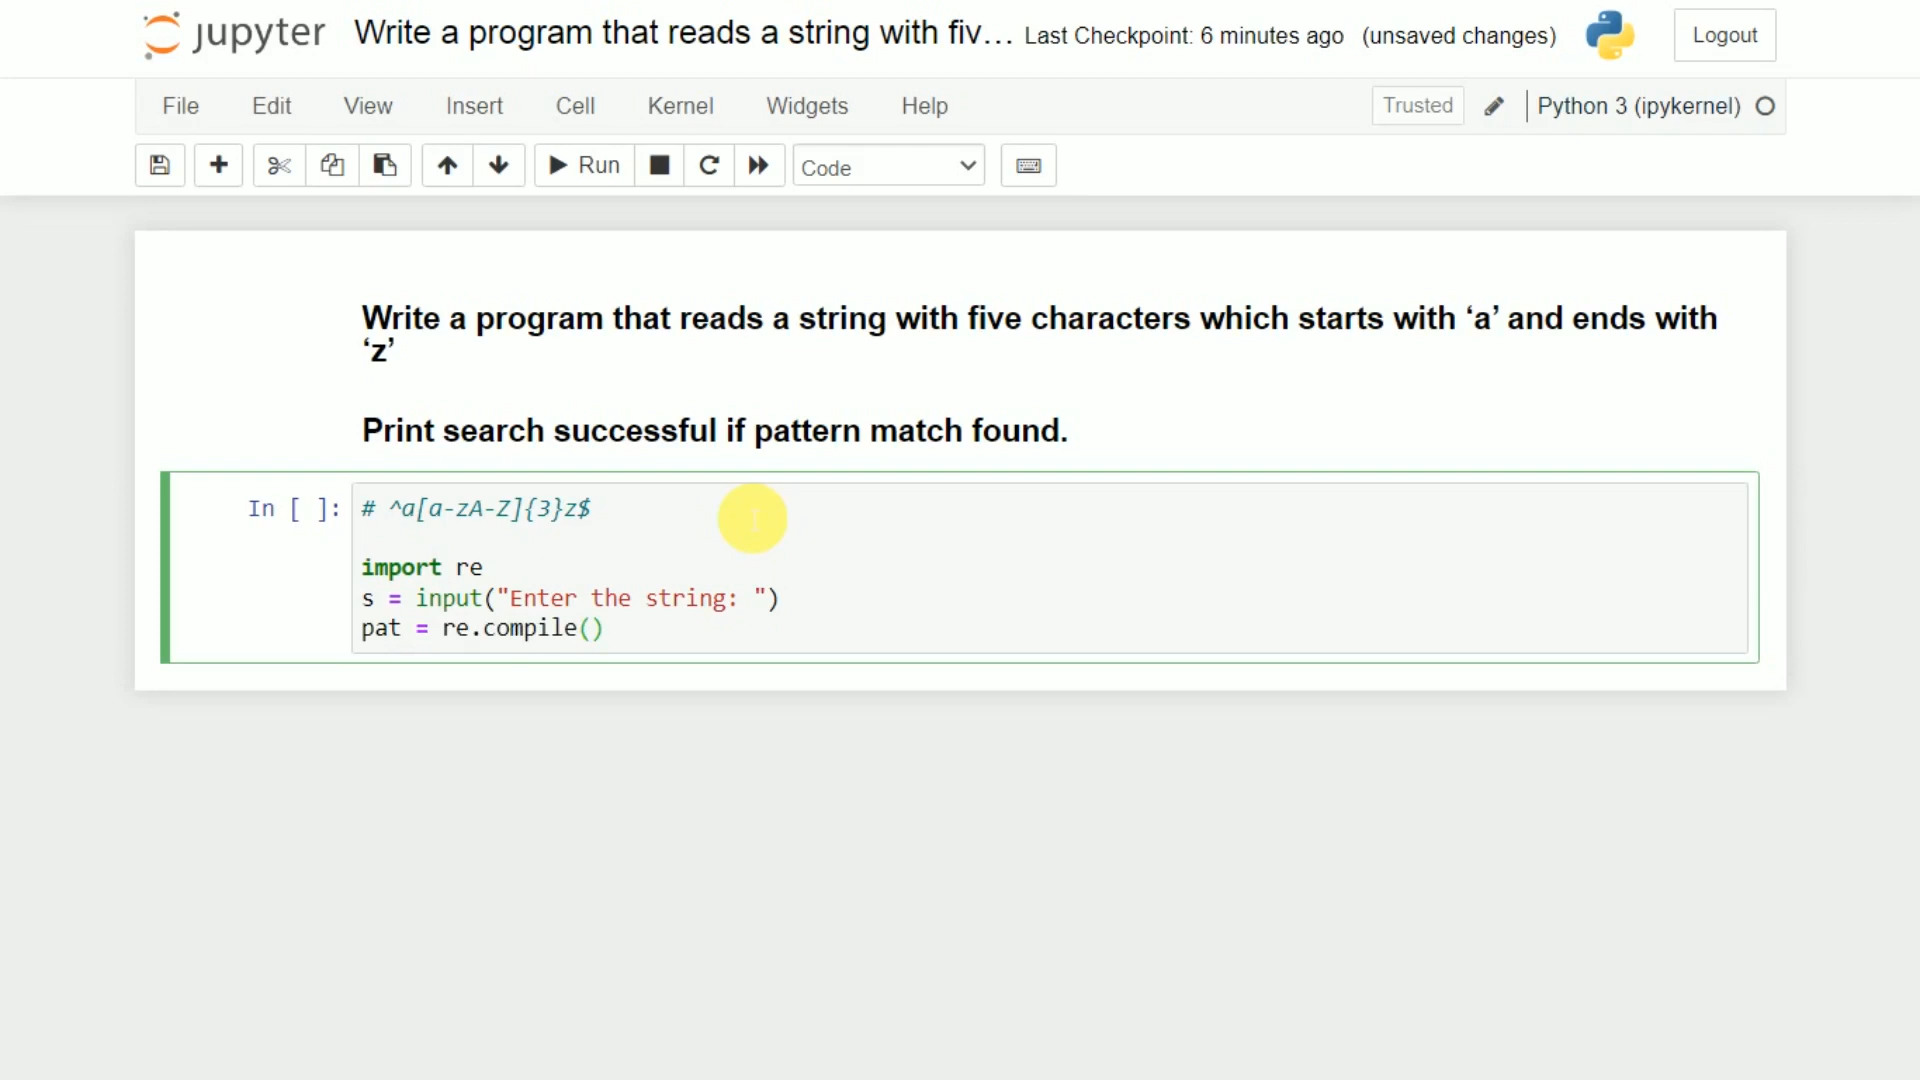 jupyter Write a program that reads a string with fiv... Last Checkpoint: 6 minutes ago (unsaved changes) Logout
File Edit View Insert Cell Kernel Widgets Help Trusted Python 3 (ipykernel)
Run Code
Write a program that reads a string with five characters which starts with ‘a’ and ends with
‘z’
Print search successful if pattern match found.
In [ ]: # ^a[a-zA-Z]{3}z$
import re
s = input("Enter the string: ")
pat = re.compile()